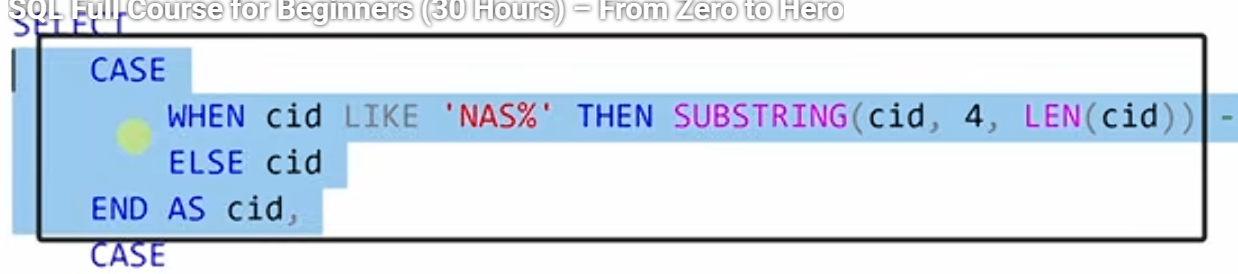 SQL Full Course for Beginners (30 Hours) – From Zero to Hero
SELECT
CASE
WHEN cid LIKE 'NAS%' THEN SUBSTRING(cid, 4, LEN(cid)) -
ELSE cid
END AS cid,
CASE